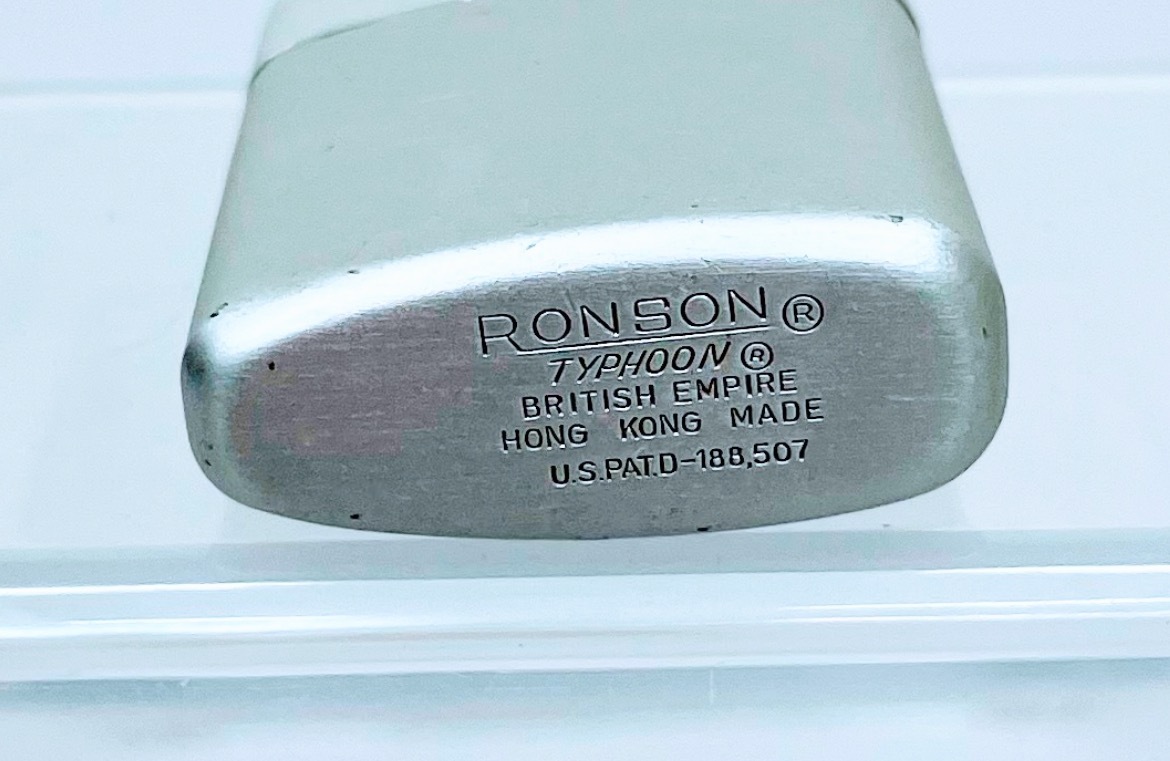 RONSON ®
TYPHOON ®
BRITISH EMPIRE
HONG KONG MADE
U.S.PAT.D-188,507